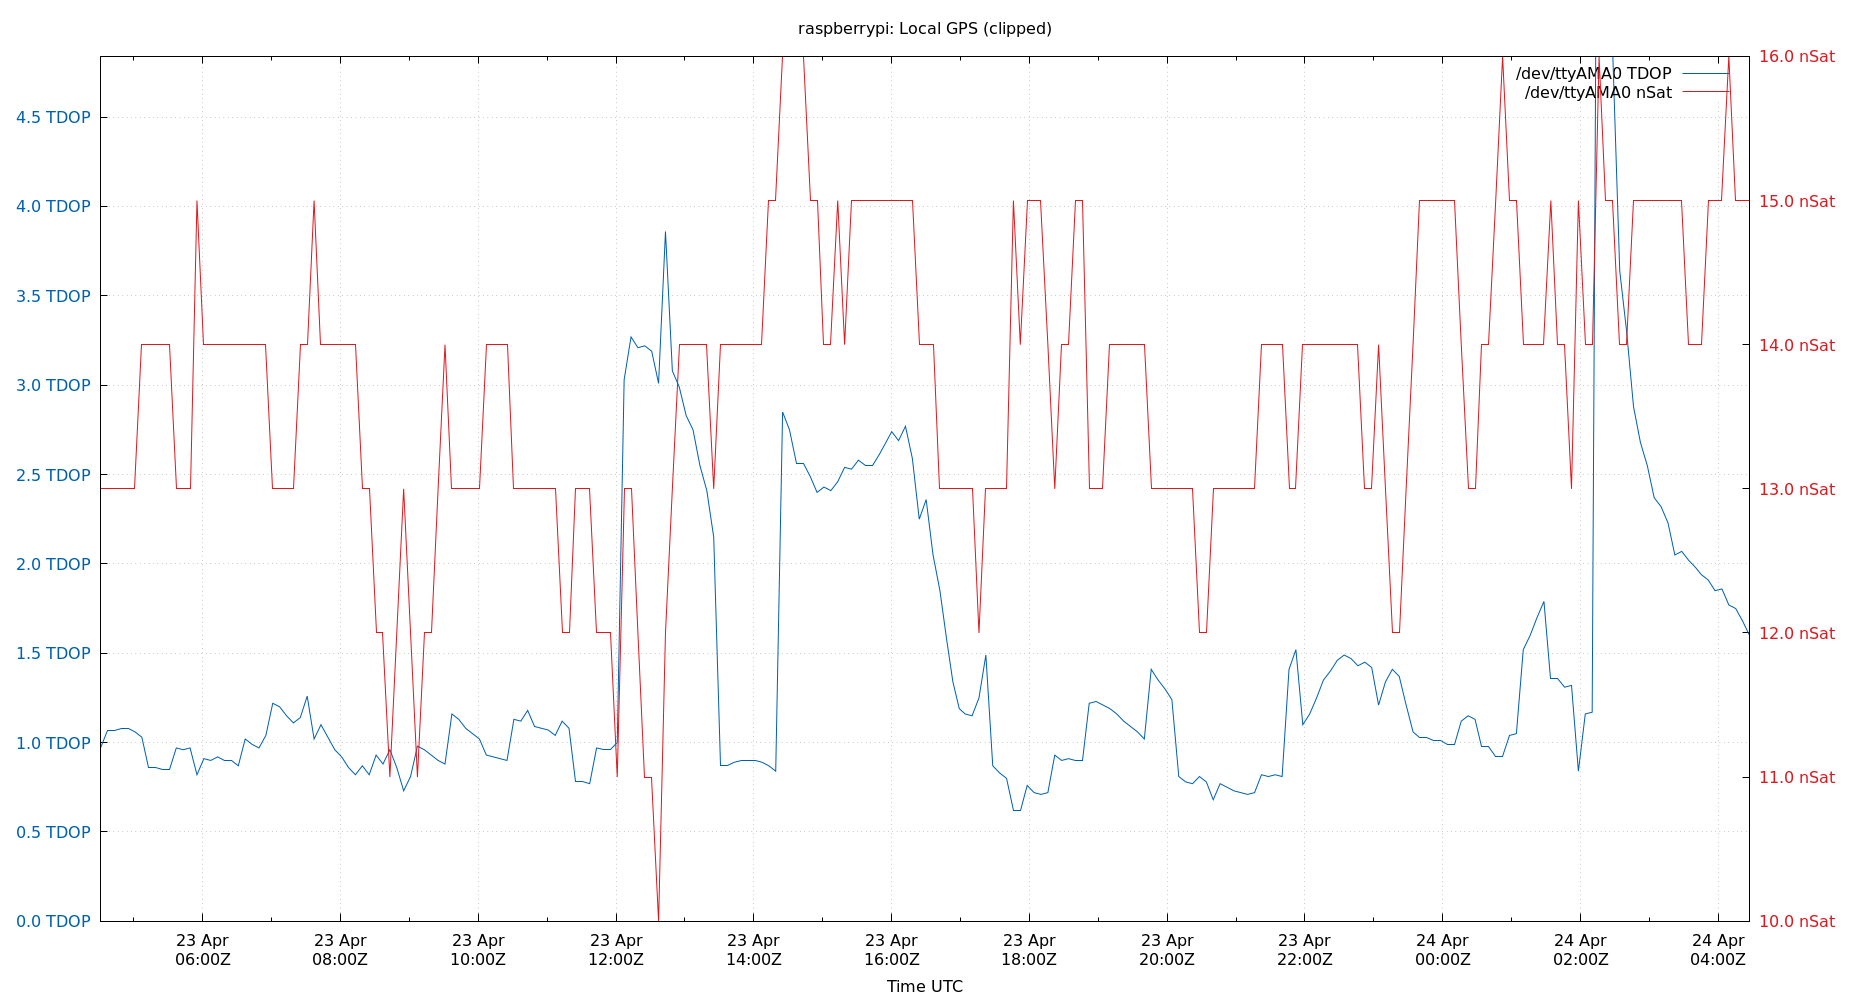 raspberrypi: Local GPS (clipped)
/dev/ttyAMA0 TDOP
/dev/ttyAMA0 nSat
4.5 TDOP
4.0 TDOP
3.5 TDOP
3.0 TDOP
2.5 TDOP
2.0 TDOP
1.5 TDOP
1.0 TDOP
0.5 TDOP
0.0 TDOP
16.0 nSat
15.0 nSat
14.0 nSat
13.0 nSat
12.0 nSat
11.0 nSat
10.0 nSat
23 Apr 23 Apr 23 Apr 23 Apr 23 Apr 23 Apr 23 Apr 23 Apr 23 Apr 24 Apr 24 Apr 24 Apr
06:00Z 08:00Z 10:00Z 12:00Z 14:00Z 16:00Z 18:00Z 20:00Z 22:00Z 00:00Z 02:00Z 04:00Z
Time UTC